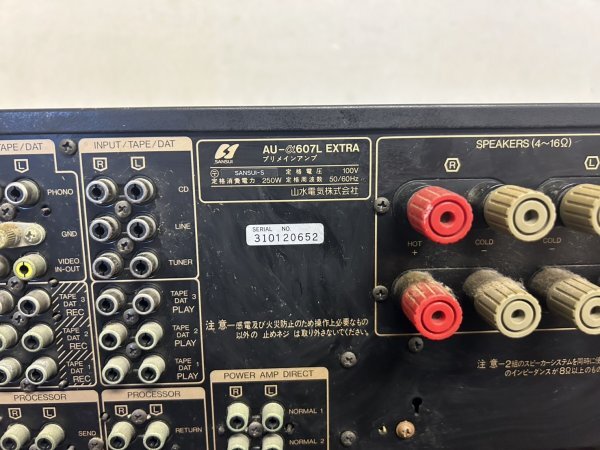 TAPE/DAT
L
PHONO
GND
VIDEO
IN-OUT
TAPE 3
DAT
REC
TAPE 2
DAT
REC
TAPE 1
DAT
REC
INPUT/TAPE/DAT
R L
CD
LINE
TUNER
TAPE 3
DAT
PLAY
TAPE 2
DAT
PLAY
TAPE 1
DAT
PLAY
PROCESSOR
R L
SEND
PROCESSOR
R L
RETURN
SANSUI
AU-α607L EXTRA
プリメインアンプ
SANSUI-5 定格電圧 100V
定格消費電力 250W 定格周波数 50/60Hz
山水電気株式会社
SERIAL NO.
310120652
注意—感電及び火災防止のため操作上必要なもの
以外の止めネジは取り外さないでください。
POWER AMP DIRECT
R L
NORMAL 1
NORMAL 2
SPEAKERS (4～16Ω)
R L
HOT
+
COLD
-
COLD
-
注意—2組のスピーカーシステムを同時に使
のインピーダンスが8Ω以上のもの